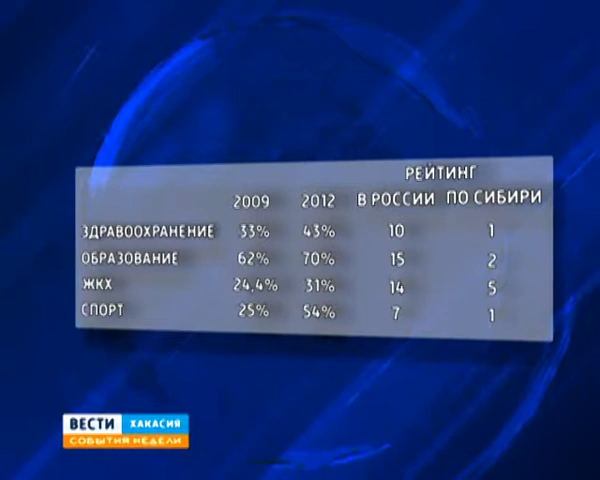 РЕЙТИНГ
2009 2012 В РОССИИ ПО СИБИРИ
ЗДРАВООХРАНЕНИЕ 33% 43% 10 1
ОБРАЗОВАНИЕ 62% 70% 15 2
ЖКХ 24,4% 31% 14 5
СПОРТ 25% 54% 7 1
ВЕСТИ ХАКАСИЯ
СОБЫТИЯ НЕДЕЛИ